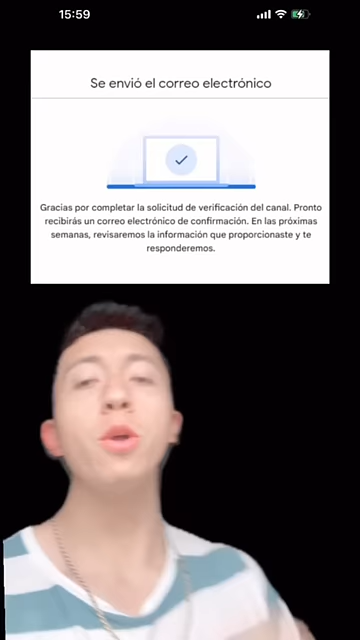 15:59
Se envió el correo electrónico
Gracias por completar la solicitud de verificación del canal. Pronto
recibirás un correo electrónico de confirmación. En las próximas
semanas, revisaremos la información que proporcionaste y te
responderemos.